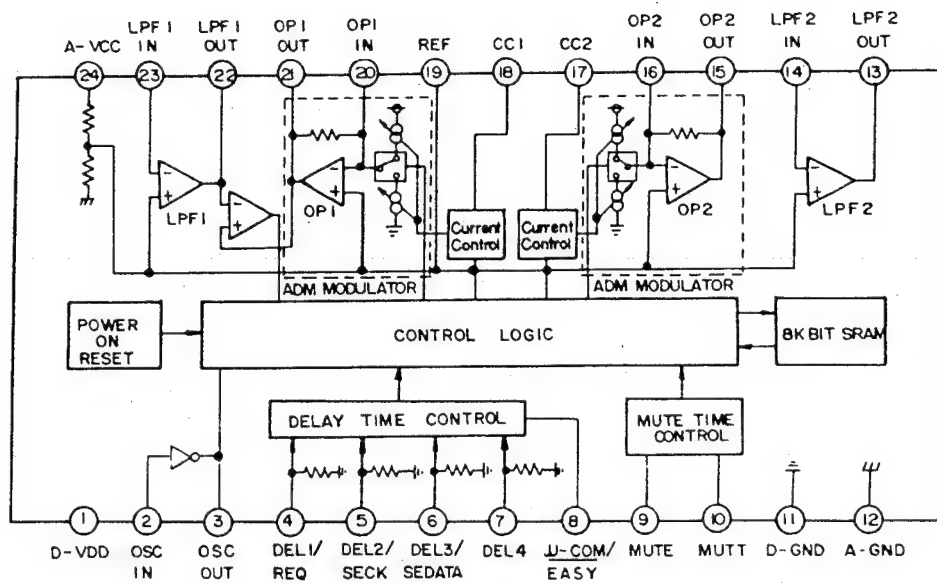 A-VCC
LPF1 IN
LPF1 OUT
OP1 OUT
OP1 IN
REF
CC1
CC2
OP2 IN
OP2 OUT
LPF2 IN
LPF2 OUT
24 23 22 21 20 19 18 17 16 15 14 13
- +
LPF1
- +
- +
OP1
Current Control
Current Control
- +
OP2
- +
LPF2
ADM MODULATOR
ADM MODULATOR
POWER ON RESET
CONTROL LOGIC
8K BIT SRAM
DELAY TIME CONTROL
MUTE TIME CONTROL
1 2 3 4 5 6 7 8 9 10 11 12
D-VDD
OSC IN
OSC OUT
DEL1/ REQ
DEL2/ SECK
DEL3/ SEDATA
DEL4
μ-COM/ EASY
MUTE
MUTT
D-GND
A-GND